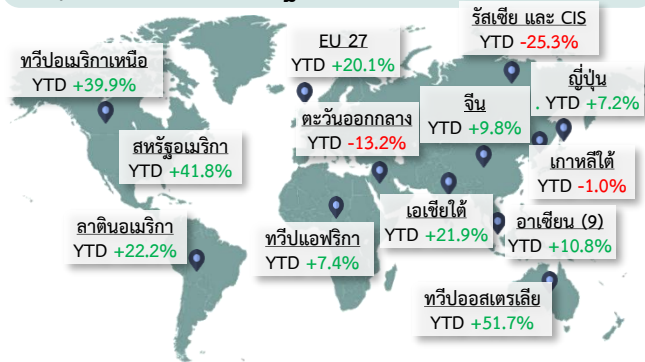 รัสเซีย และ CIS
YTD -25.3%
EU 27
YTD +20.1%
ทวีปอเมริกาเหนือ
YTD +39.9%
ญี่ปุ่น
. YTD +7.2%
จีน
YTD +9.8%
ตะวันออกกลาง
YTD -13.2%
สหรัฐอเมริกา
YTD +41.8%
เกาหลีใต้
YTD -1.0%
ลาตินอเมริกา
YTD +22.2%
ทวีปแอฟริกา
YTD +7.4%
เอเชียใต้
YTD +21.9%
อาเซียน (9)
YTD +10.8%
ทวีปออสเตรเลีย
YTD +51.7%